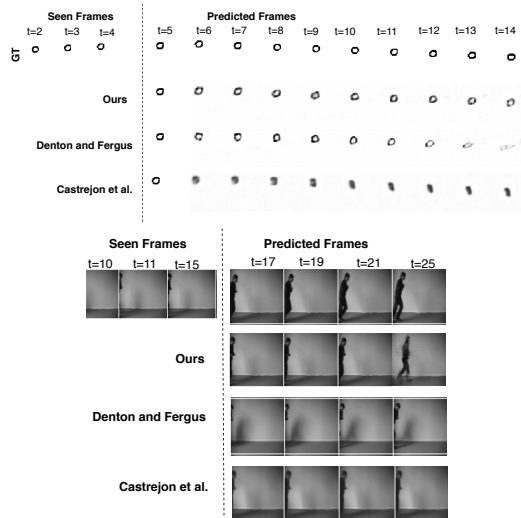 Seen Frames Predicted Frames
t=2 t=3 t=4 t=5 t=6 t=7 t=8 t=9 t=10 t=11 t=12 t=13 t=14
GT
Ours
Denton and Fergus
Castrejon et al.
Seen Frames Predicted Frames
t=10 t=11 t=15 t=17 t=19 t=21 t=25
Ours
Denton and Fergus
Castrejon et al.